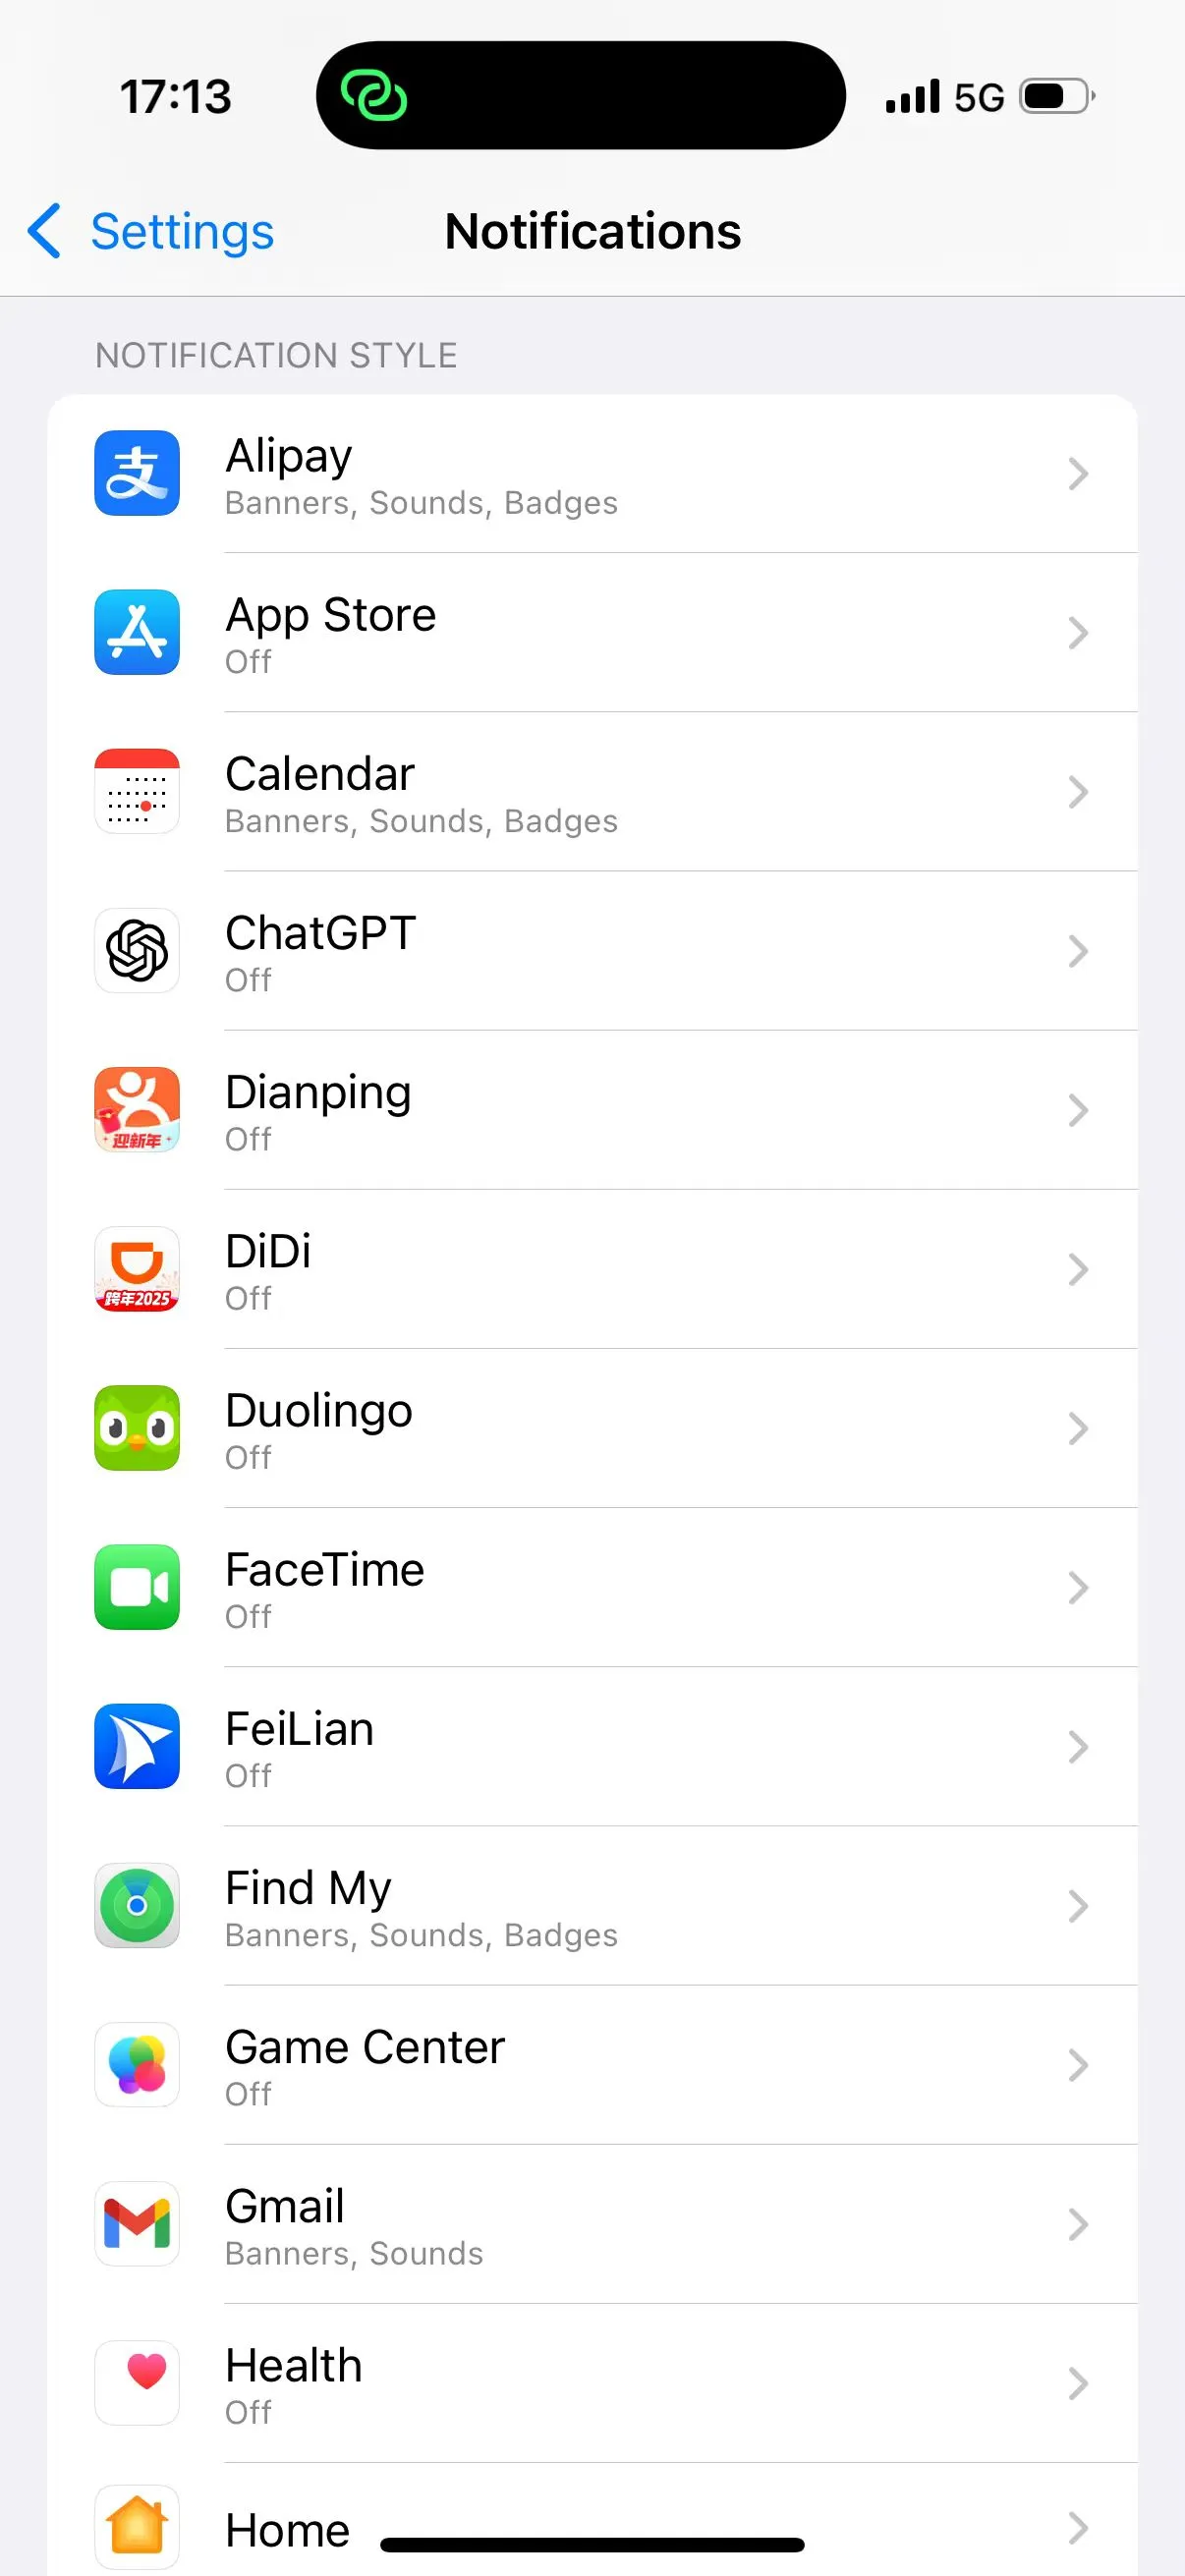 17:13
5G
Settings
Notifications
NOTIFICATION STYLE
支
Alipay
Banners, Sounds, Badges
App Store
Off
Calendar
Banners, Sounds, Badges
ChatGPT
Off
Dianping
迎新年
Off
DiDi
跨年2025
Off
Duolingo
Off
FaceTime
Off
FeiLian
Off
Find My
Banners, Sounds, Badges
Game Center
Off
Gmail
Banners, Sounds
Health
Off
Home